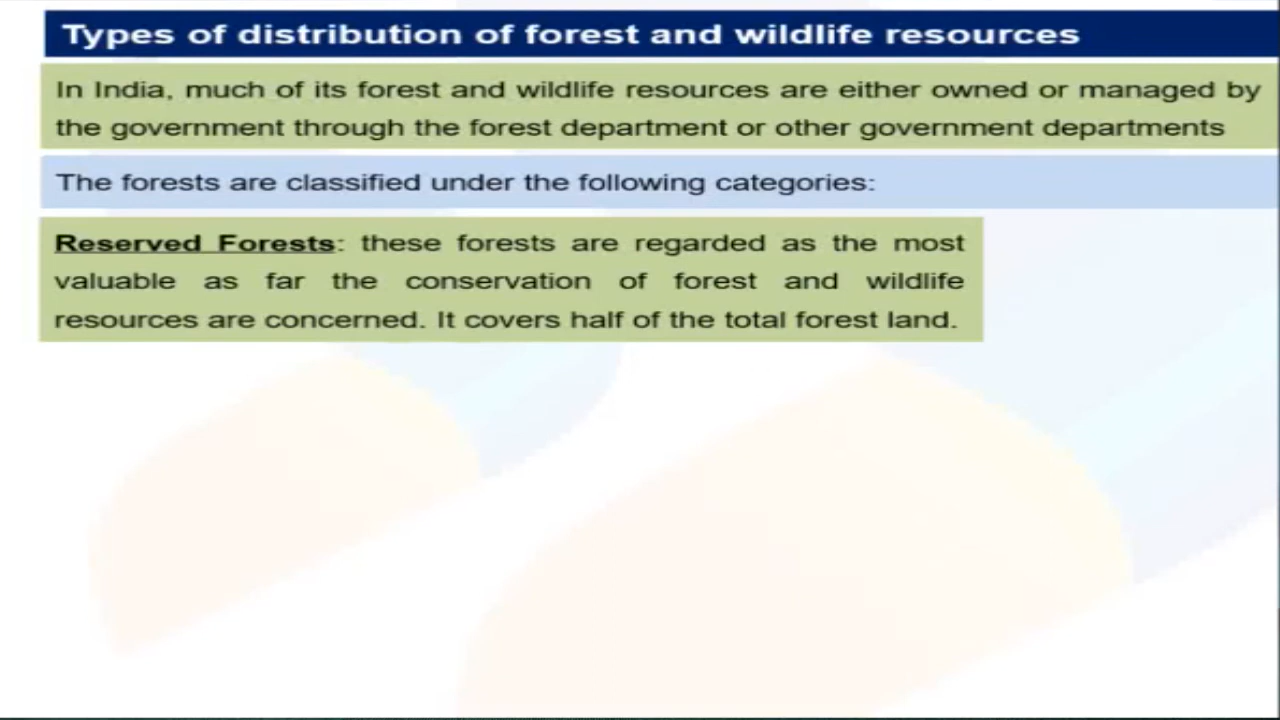 Types of distribution of forest and wildlife resources
In India, much of its forest and wildlife resources are either owned or managed by
the government through the forest department or other government departments
The forests are classified under the following categories:
Reserved Forests: these forests are regarded as the most
valuable as far the conservation of forest and wildlife
resources are concerned. It covers half of the total forest land.